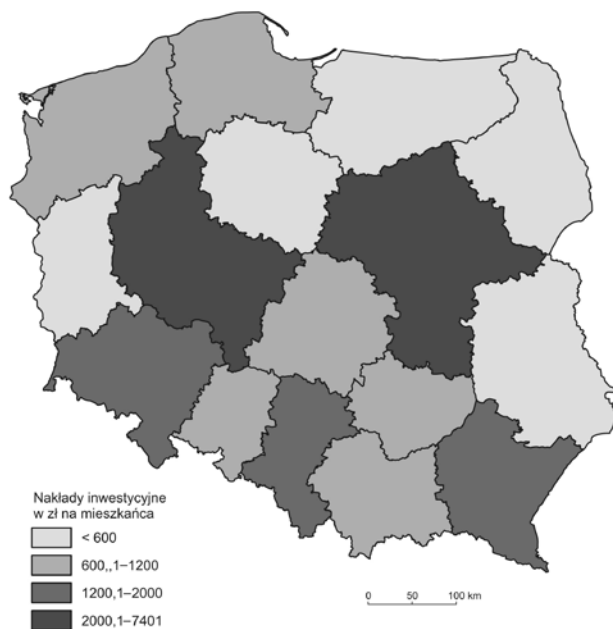 Nakłady inwestycyjne
w zł na mieszkańca
< 600
600,,1–1200
1200,1–2000
2000,1–7401
0 50 100 km